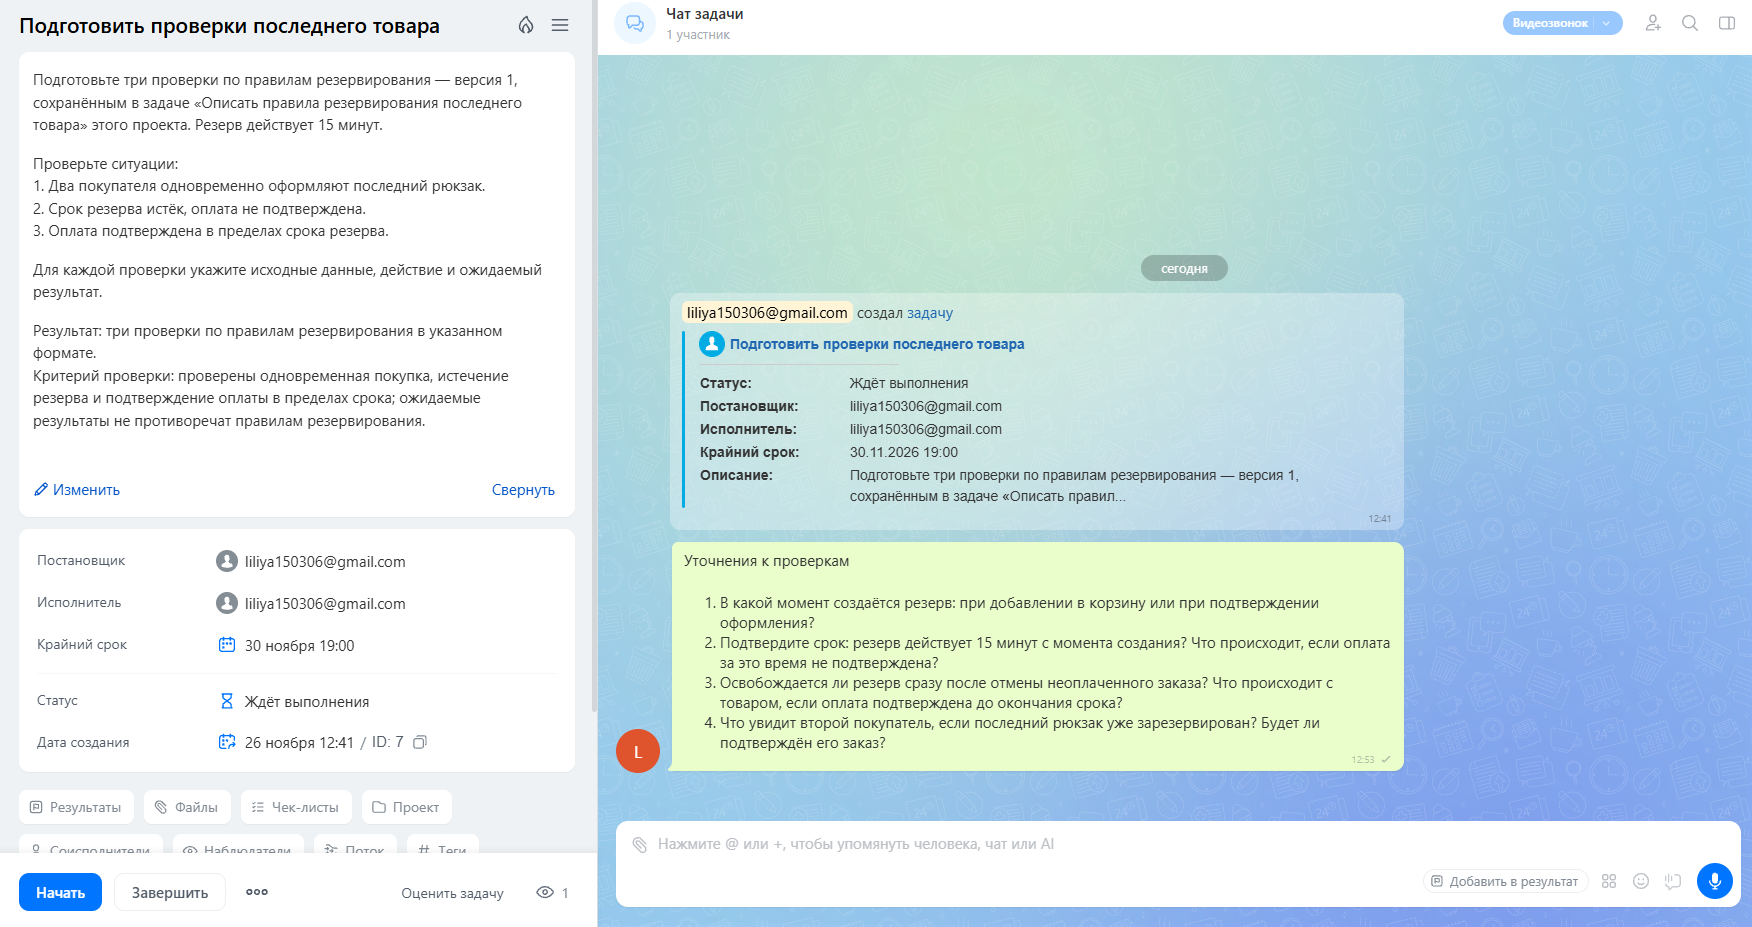 Подготовить проверки последнего товара
Подготовьте три проверки по правилам резервирования — версия 1,
сохранённым в задаче «Описать правила резервирования последнего
товара» этого проекта. Резерв действует 15 минут.
Проверьте ситуации:
1. Два покупателя одновременно оформляют последний рюкзак.
2. Срок резерва истёк, оплата не подтверждена.
3. Оплата подтверждена в пределах срока резерва.
Для каждой проверки укажите исходные данные, действие и ожидаемый
результат.
Результат: три проверки по правилам резервирования в указанном
формате.
Критерий проверки: проверены одновременная покупка, истечение
резерва и подтверждение оплаты в пределах срока; ожидаемые
результаты не противоречат правилам резервирования.
Изменить
Свернуть
Постановщик
liliya150306@gmail.com
Исполнитель
liliya150306@gmail.com
Крайний срок
30 ноября 19:00
Статус
Ждёт выполнения
Дата создания
26 ноября 12:41 / ID: 7
Результаты
Файлы
Чек-листы
Проект
Соисполнители
Наблюдатели
Поток
Теги
Начать
Завершить
Оценить задачу
1
Чат задачи
1 участник
Видеозвонок
сегодня
liliya150306@gmail.com создал задачу
Подготовить проверки последнего товара
Статус: Ждёт выполнения
Постановщик: liliya150306@gmail.com
Исполнитель: liliya150306@gmail.com
Крайний срок: 30.11.2026 19:00
Описание: Подготовьте три проверки по правилам резервирования — версия 1,
сохранённым в задаче «Описать правил...
12:41
Уточнения к проверкам
1. В какой момент создаётся резерв: при добавлении в корзину или при подтверждении
оформления?
2. Подтвердите срок: резерв действует 15 минут с момента создания? Что происходит, если оплата
за это время не подтверждена?
3. Освобождается ли резерв сразу после отмены неоплаченного заказа? Что происходит с
товаром, если оплата подтверждена до окончания срока?
4. Что увидит второй покупатель, если последний рюкзак уже зарезервирован? Будет ли
подтверждён его заказ?
12:53
L
Нажмите @ или +, чтобы упомянуть человека, чат или AI
Добавить в результат